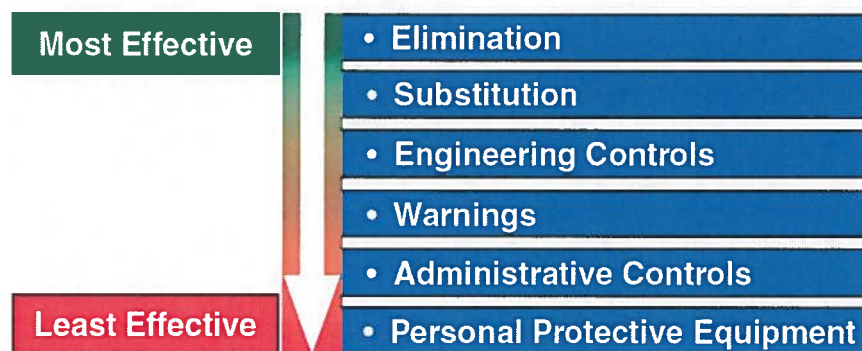 Most Effective
• Elimination
• Substitution
• Engineering Controls
• Warnings
• Administrative Controls
Least Effective
• Personal Protective Equipment